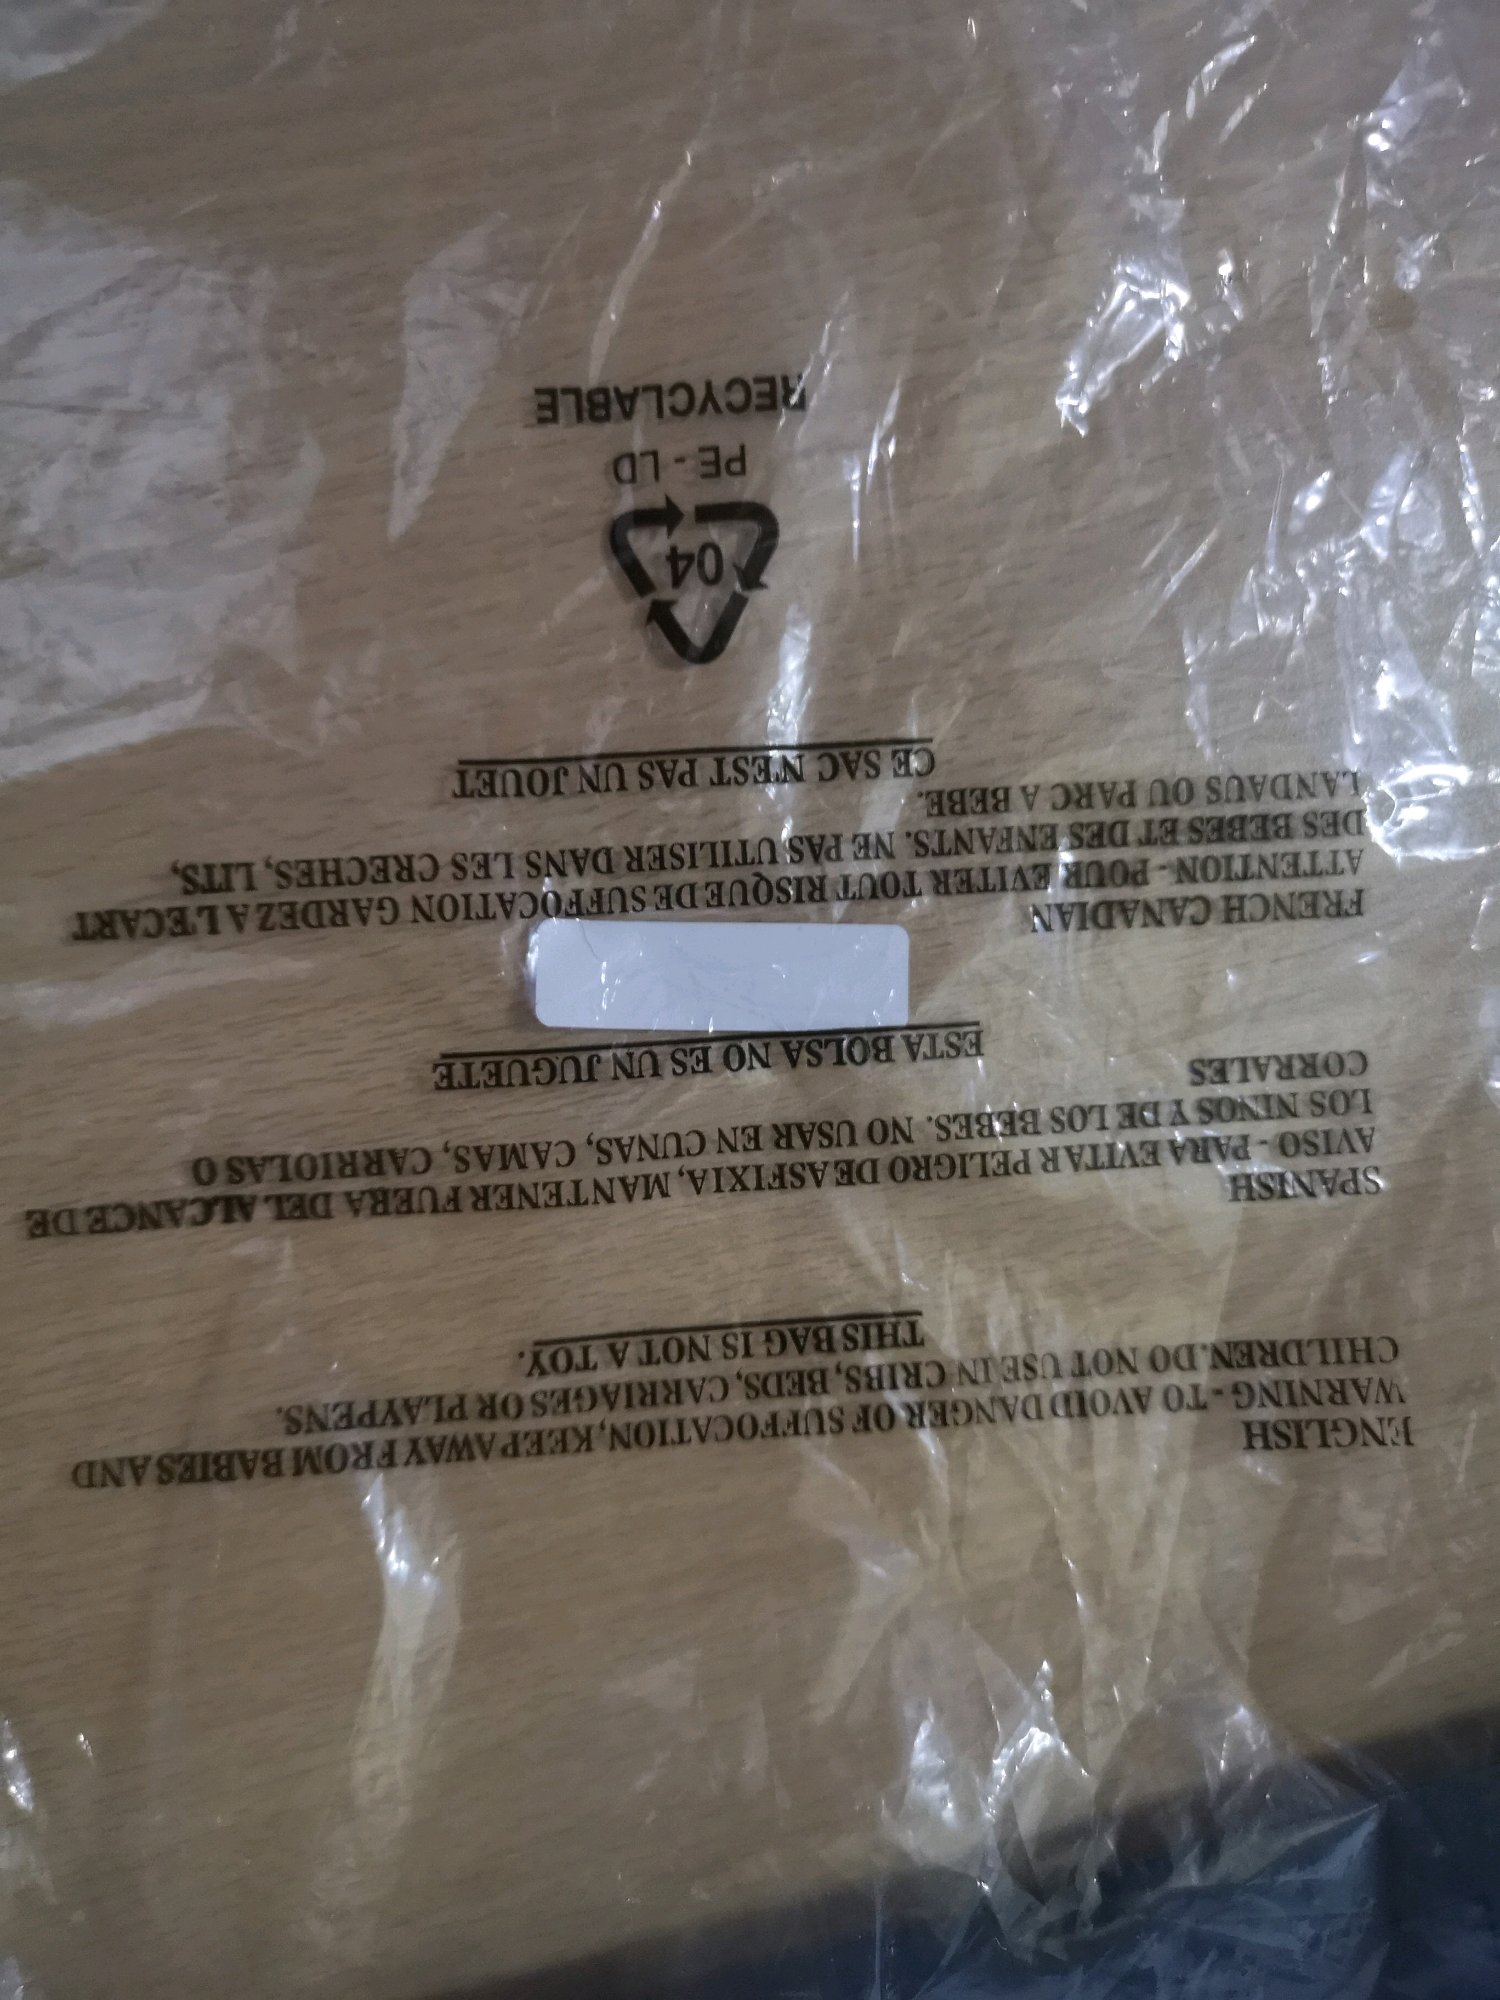 ENGLISH
WARNING - TO AVOID DANGER OF SUFFOCATION, KEEP AWAY FROM BABIES AND
CHILDREN. DO NOT USE IN CRIBS, BEDS, CARRIAGES OR PLAYPENS.
THIS BAG IS NOT A TOY.
SPANISH
AVISO - PARA EVITAR PELIGRO DE ASFIXIA, MANTENER FUERA DEL ALCANCE DE
LOS NINOS Y DE LOS BEBES. NO USAR EN CUNAS, CAMAS, CARRIOLAS O
CORRALES
ESTA BOLSA NO ES UN JUGUETE
FRENCH CANADIAN
ATTENTION - POUR EVITER TOUT RISQUE DE SUFFOCATION GARDEZ A L'ECART
DES BEBES ET DES ENFANTS. NE PAS UTILISER DANS LES CRECHES, LITS,
LANDAUS OU PARC A BEBE.
CE SAC N'EST PAS UN JOUET
04
PE - LD
RECYCLABLE